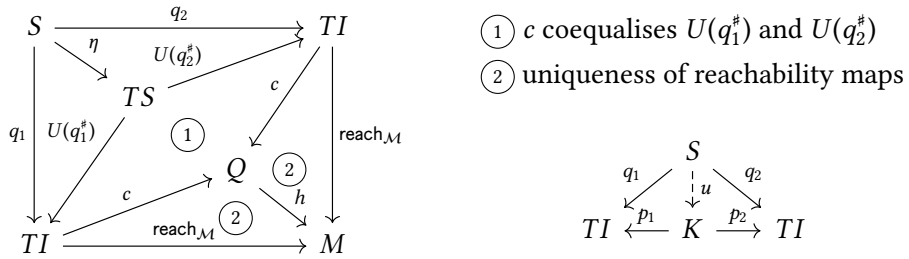 S q₂ TI
η U(q₂♯)
c
TS
q₁ U(q₁♯) ① reach_ℳ
Q ②
c ② h
reach_ℳ
TI M
① c coequalises U(q₁♯) and U(q₂♯)
② uniqueness of reachability maps
S
q₁ u q₂
p₁ p₂
TI K TI